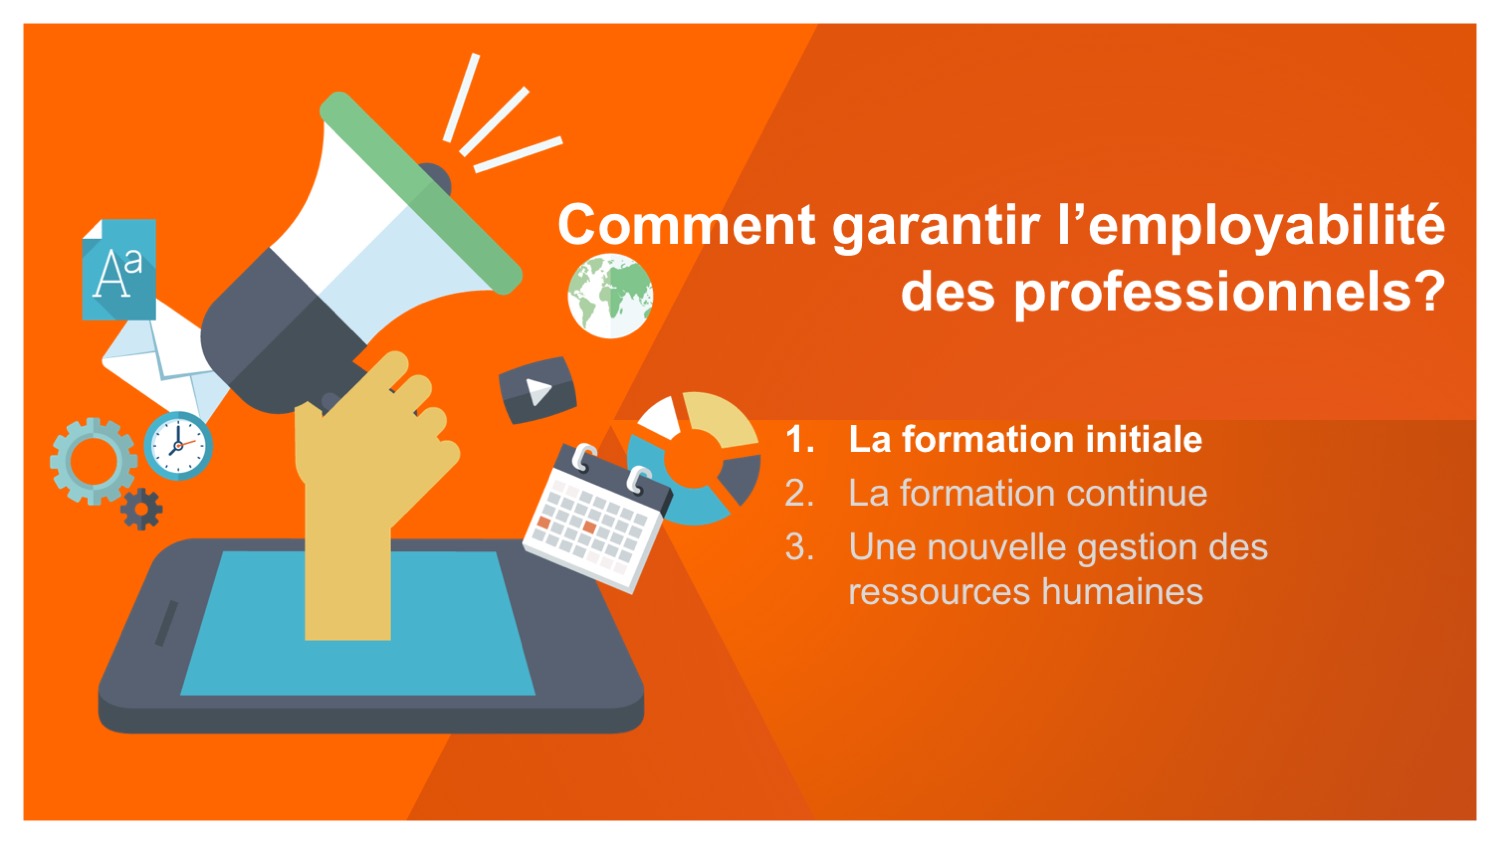 Aa
Comment garantir l’employabilité
des professionnels?
1. La formation initiale
2. La formation continue
3. Une nouvelle gestion des
ressources humaines